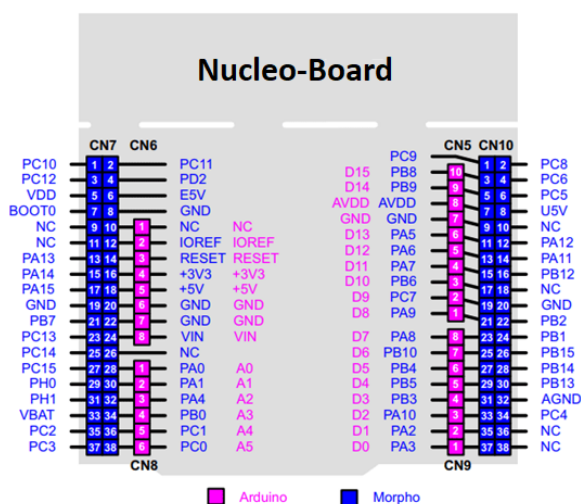 Nucleo-Board
CN7 CN6 CN5 CN10
PC9
PC10 1 2 PC11 1 2 PC8
PC12 3 4 PD2 D15 PB8 10 3 4 PC6
VDD 5 6 E5V D14 PB9 9 5 6 PC5
BOOT0 7 8 GND AVDD AVDD 8 7 8 U5V
NC 9 10 1 NC NC GND GND 7 9 10 NC
NC 11 12 2 IOREF IOREF D13 PA5 6 11 12 PA12
PA13 13 14 3 RESET RESET D12 PA6 5 13 14 PA11
PA14 15 16 4 +3V3 +3V3 D11 PA7 4 15 16 PB12
PA15 17 18 5 +5V +5V D10 PB6 3 17 18 NC
GND 19 20 6 GND GND D9 PC7 2 19 20 GND
PB7 21 22 7 GND GND D8 PA9 1 21 22 PB2
PC13 23 24 8 VIN VIN D7 PA8 8 23 24 PB1
PC14 25 26 NC D6 PB10 7 25 26 PB15
PC15 27 28 1 PA0 A0 D5 PB4 6 27 28 PB14
PH0 29 30 2 PA1 A1 D4 PB5 5 29 30 PB13
PH1 31 32 3 PA4 A2 D3 PB3 4 31 32 AGND
VBAT 33 34 4 PB0 A3 D2 PA10 3 33 34 PC4
PC2 35 36 5 PC1 A4 D1 PA2 2 35 36 NC
PC3 37 38 6 PC0 A5 D0 PA3 1 37 38 NC
CN8 CN9
Arduino Morpho